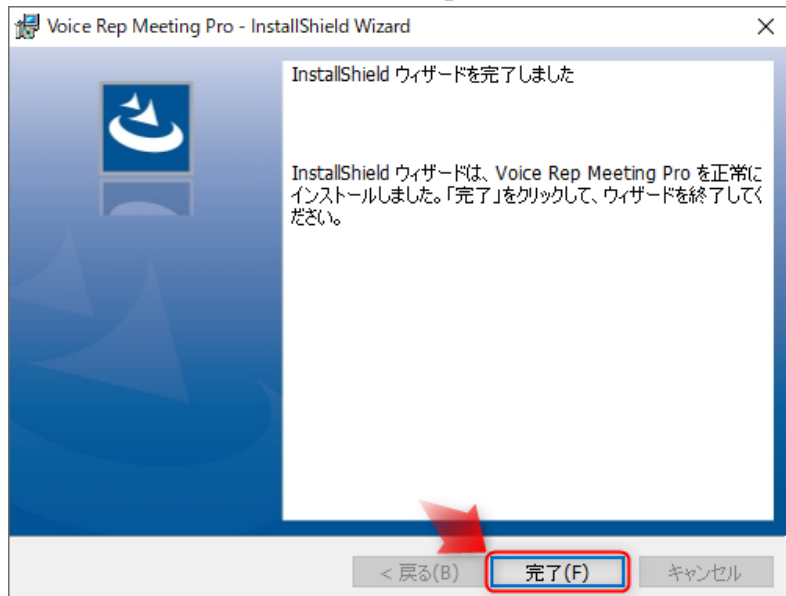 Voice Rep Meeting Pro - InstallShield Wizard
InstallShield ウィザードを完了しました
InstallShield ウィザードは、Voice Rep Meeting Pro を正常に
インストールしました。「完了」をクリックして、ウィザードを終了してく
ださい。
< 戻る(B) 完了(F) キャンセル